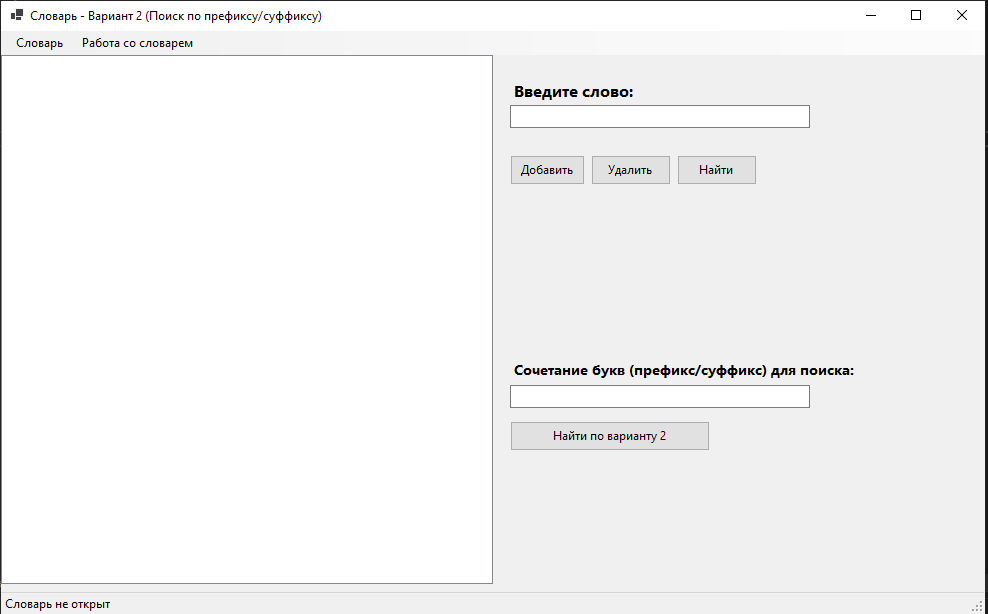 Словарь - Вариант 2 (Поиск по префиксу/суффиксу)
Словарь Работа со словарем
Введите слово:
Добавить Удалить Найти
Сочетание букв (префикс/суффикс) для поиска:
Найти по варианту 2
Словарь не открыт